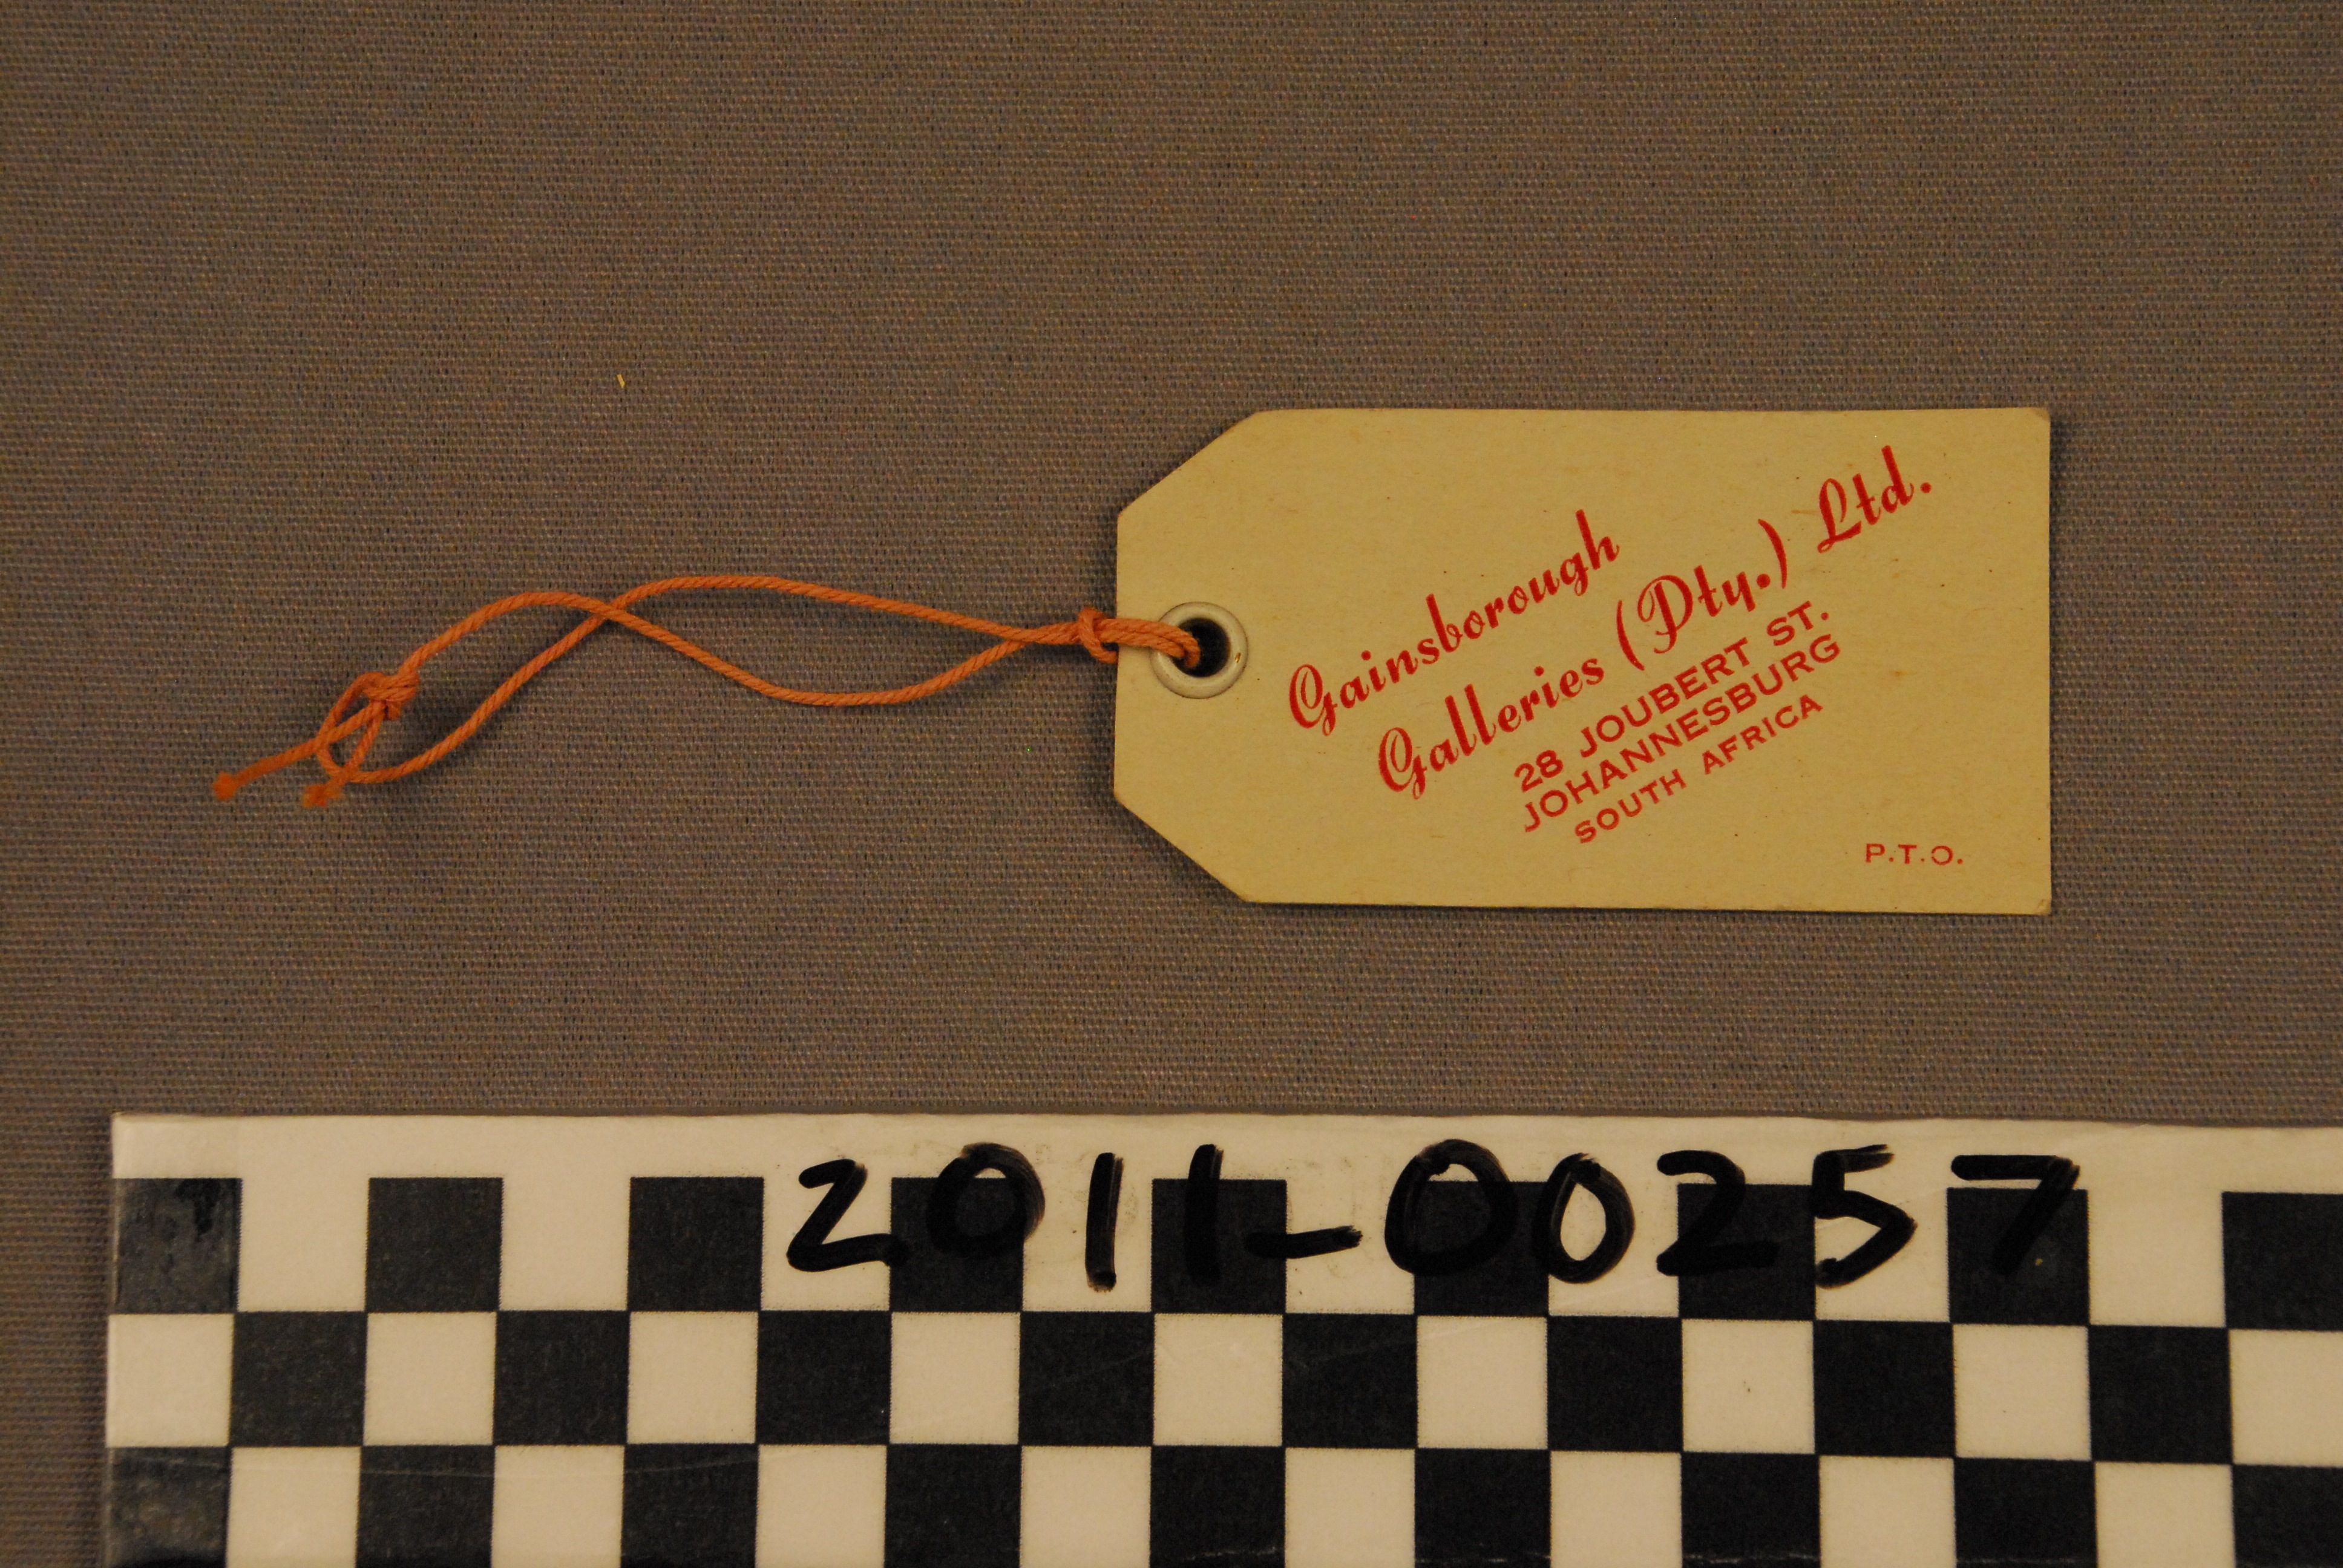 Gainsborough
Galleries (Pty.) Ltd.
28 JOUBERT ST.
JOHANNESBURG
SOUTH AFRICA
P.T.O.
2011-00257